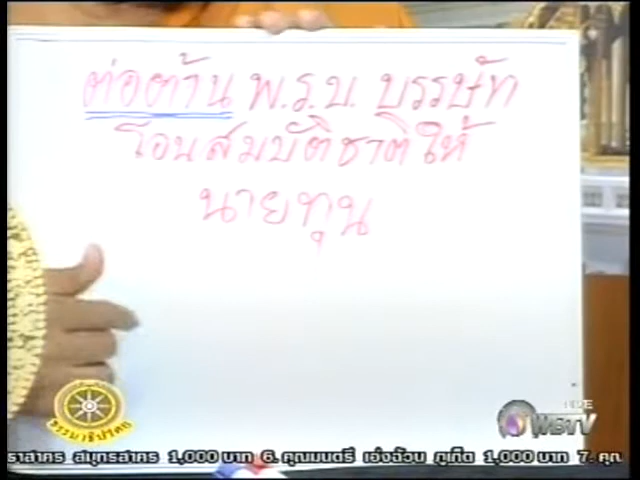 ต่อต้าน พ.ร.บ. บรรษัท
โอนสมบัติชาติให้
นายทุน
ธรรมาธิปไตย
LIVE
WBTV
ราสาคร สมุทรสาคร 1,000 บาท 6. คุณมนตรี เอ่งฉ้วน ภูเก็ต 1,000 บาท 7. คุณ